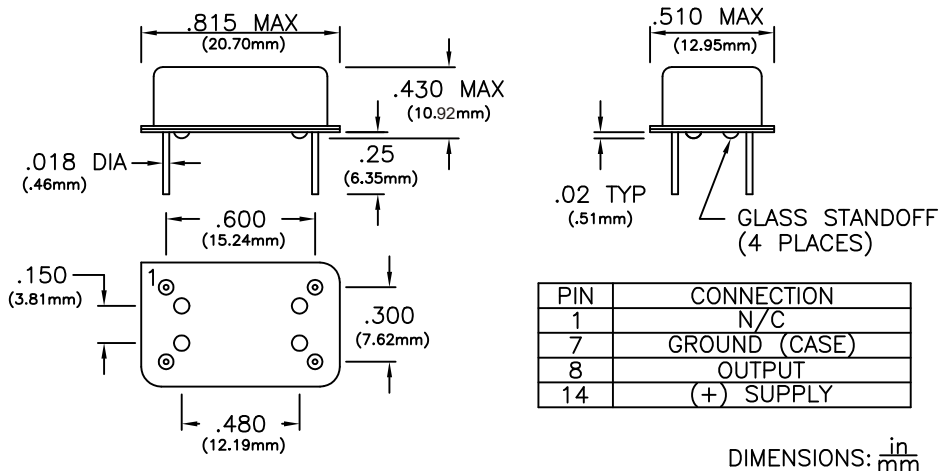 .815 MAX
(20.70mm)
.510 MAX
(12.95mm)
.430 MAX
(10.92mm)
.018 DIA
(.46mm)
.25
(6.35mm)
.02 TYP
(.51mm)
GLASS STANDOFF
(4 PLACES)
.600
(15.24mm)
.150
(3.81mm)
1
.300
(7.62mm)
.480
(12.19mm)
PIN CONNECTION
1 N/C
7 GROUND (CASE)
8 OUTPUT
14 (+) SUPPLY
DIMENSIONS: in
mm